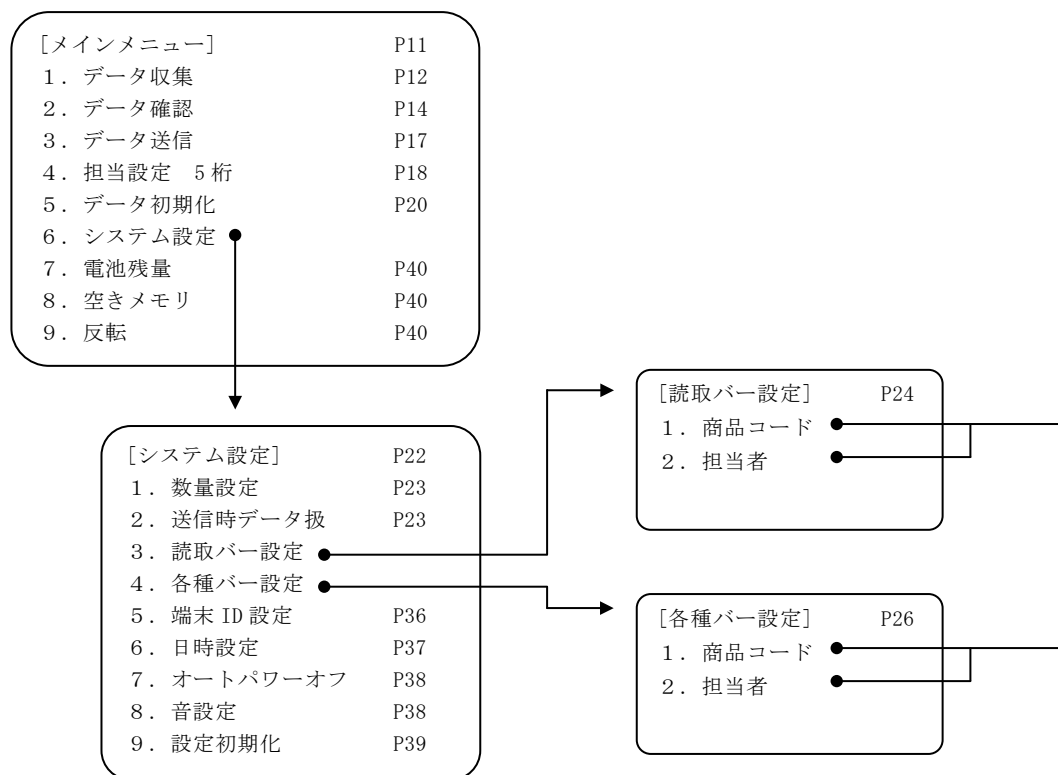 [メインメニュー] P11
1. データ収集 P12
2. データ確認 P14
3. データ送信 P17
4. 担当設定 5桁 P18
5. データ初期化 P20
6. システム設定
7. 電池残量 P40
8. 空きメモリ P40
9. 反転 P40
[システム設定] P22
1. 数量設定 P23
2. 送信時データ扱 P23
3. 読取バー設定
4. 各種バー設定
5. 端末 ID 設定 P36
6. 日時設定 P37
7. オートパワーオフ P38
8. 音設定 P38
9. 設定初期化 P39
[読取バー設定] P24
1. 商品コード
2. 担当者
[各種バー設定] P26
1. 商品コード
2. 担当者